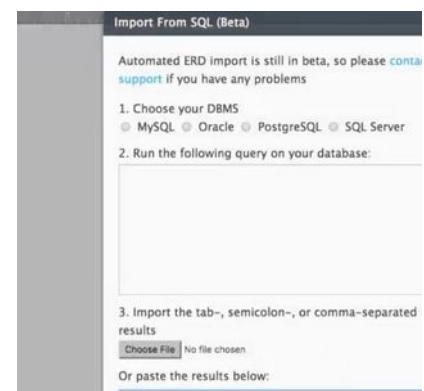 Import From SQL (Beta)
Automated ERD import is still in beta, so please
support if you have any problems
1. Choose your DBMS
MySQL Oracle PostgreSQL SQL Server
2. Run the following query on your database:
3. Import the tab-, semicolon-, or comma-separated
results
Choose File No file chosen
Or paste the results below: